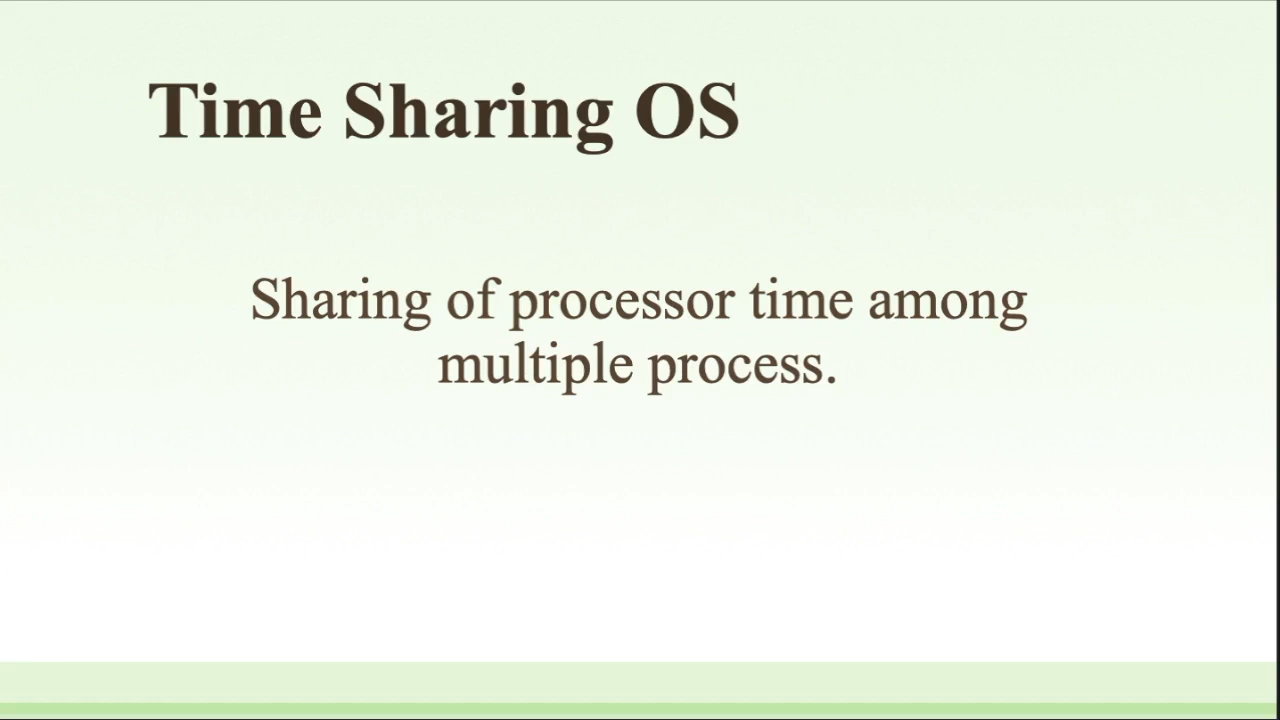 Time Sharing OS
Sharing of processor time among
multiple process.